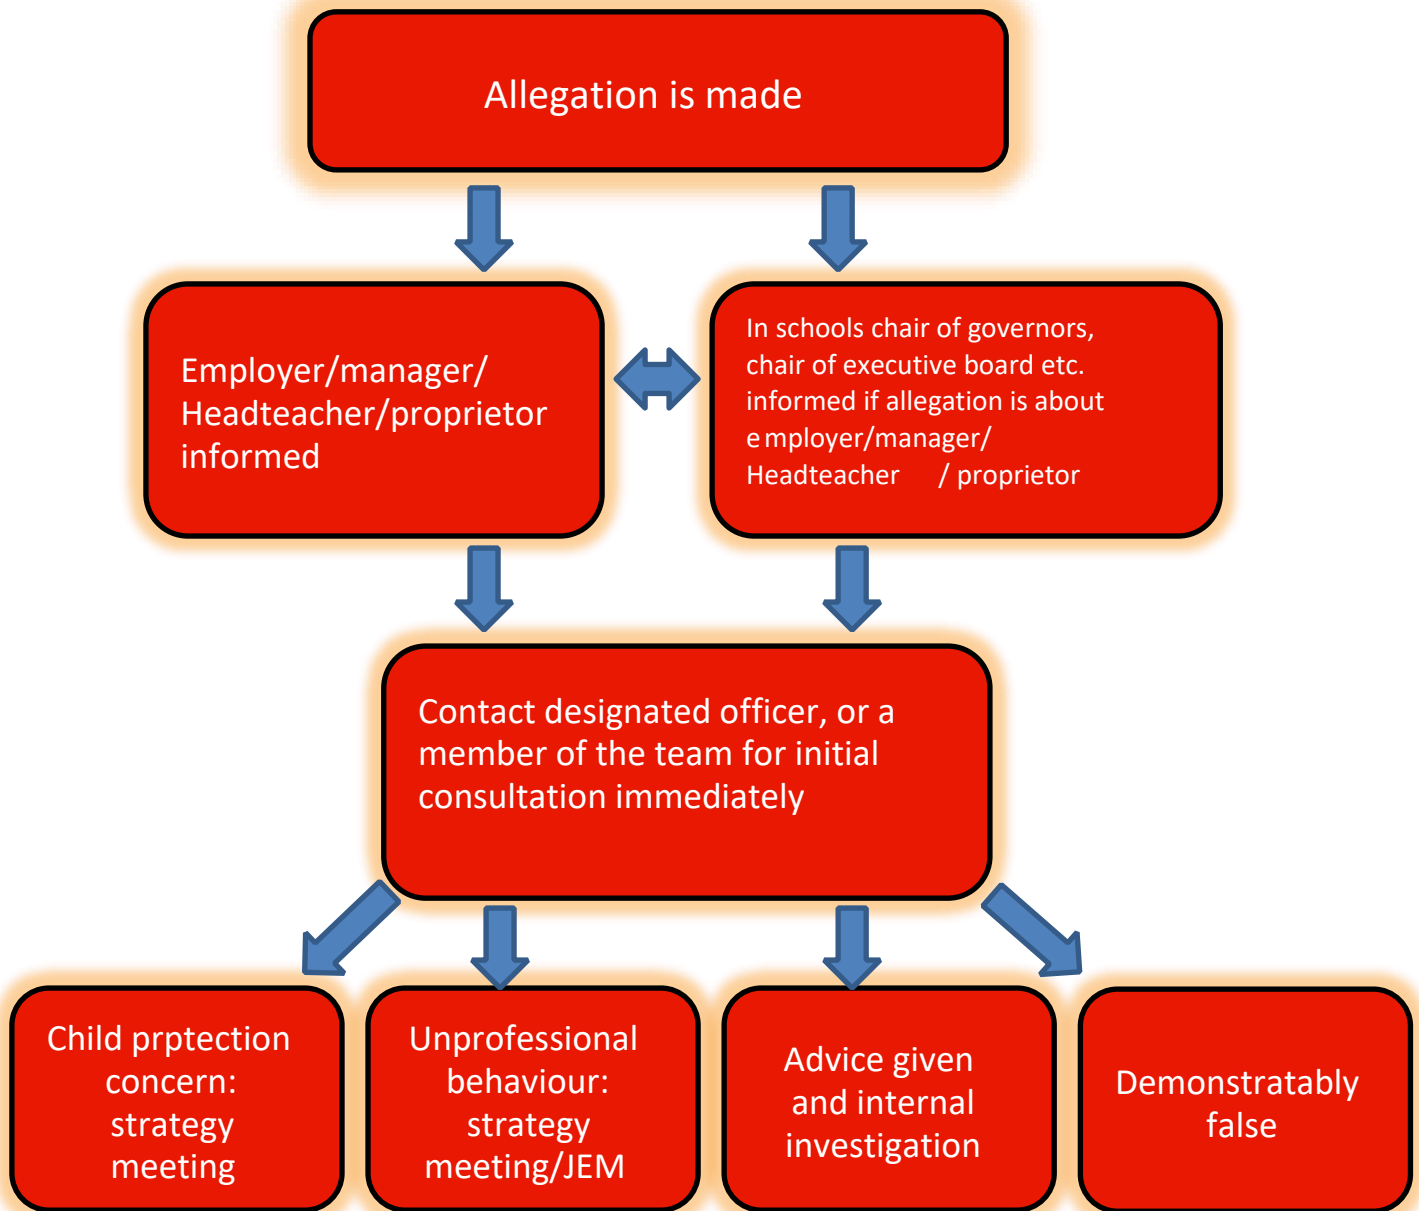 Allegation is made
Employer/manager/
Headteacher/proprietor
informed
In schools chair of governors,
chair of executive board etc.
informed if allegation is about
e mployer/manager/
Headteacher / proprietor
Contact designated officer, or a
member of the team for initial
consultation immediately
Child prptection
concern:
strategy
meeting
Unprofessional
behaviour:
strategy
meeting/JEM
Advice given
and internal
investigation
Demonstratably
false